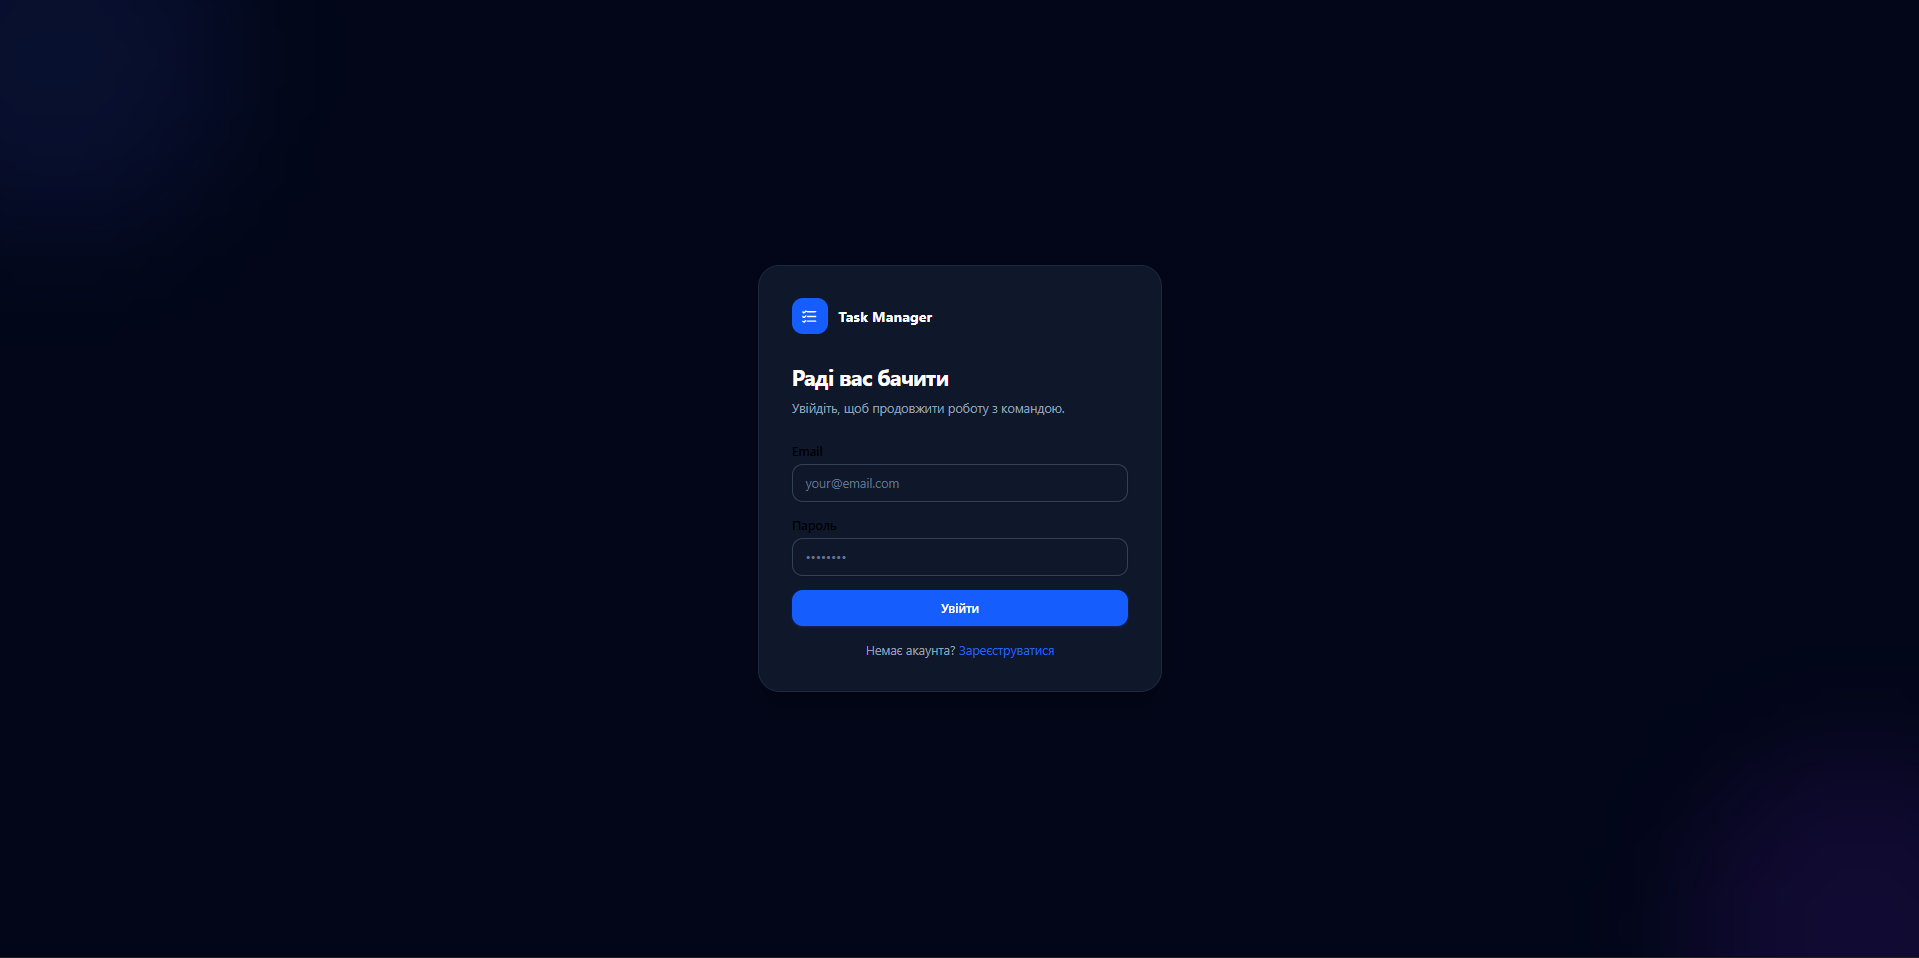 Task Manager
Раді вас бачити
Увійдіть, щоб продовжити роботу з командою.
Email
your@email.com
Пароль
••••••••
Увійти
Немає акаунта? Зареєструватися